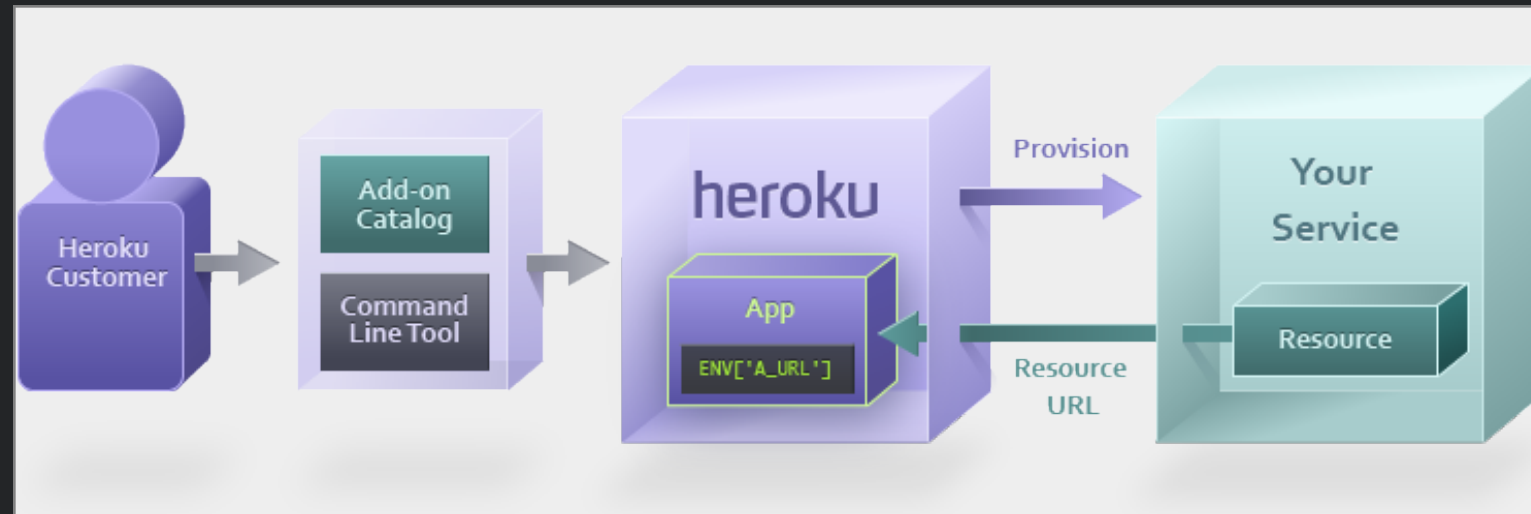 Heroku
Customer
Add-on
Catalog
Command
Line Tool
heroku
App
ENV['A_URL']
Provision
Resource
URL
Your
Service
Resource